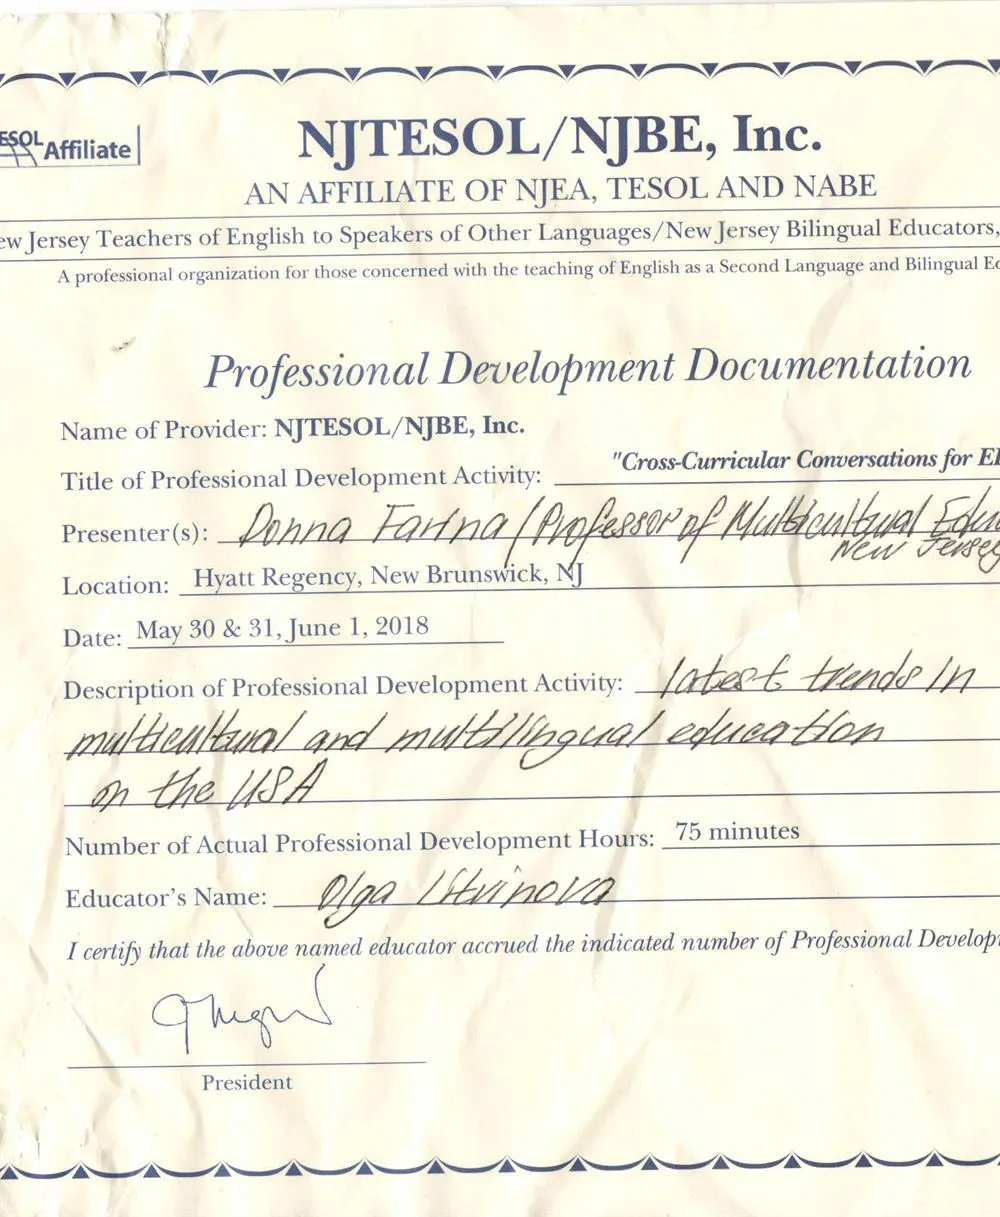 ESOL Affiliate
NJTESOL/NJBE, Inc.
AN AFFILIATE OF NJEA, TESOL AND NABE
ew Jersey Teachers of English to Speakers of Other Languages/New Jersey Bilingual Educators,
A professional organization for those concerned with the teaching of English as a Second Language and Bilingual Ed
Professional Development Documentation
Name of Provider: NJTESOL/NJBE, Inc.
Title of Professional Development Activity: "Cross-Curricular Conversations for El
Presenter(s): Donna Farina / Professor of Multicultural Educ
New Jersey
Location: Hyatt Regency, New Brunswick, NJ
Date: May 30 & 31, June 1, 2018
Description of Professional Development Activity: latest trends in
multicultural and multilingual education
on the USA
Number of Actual Professional Development Hours: 75 minutes
Educator's Name: Olga Litvinova
I certify that the above named educator accrued the indicated number of Professional Develop
President